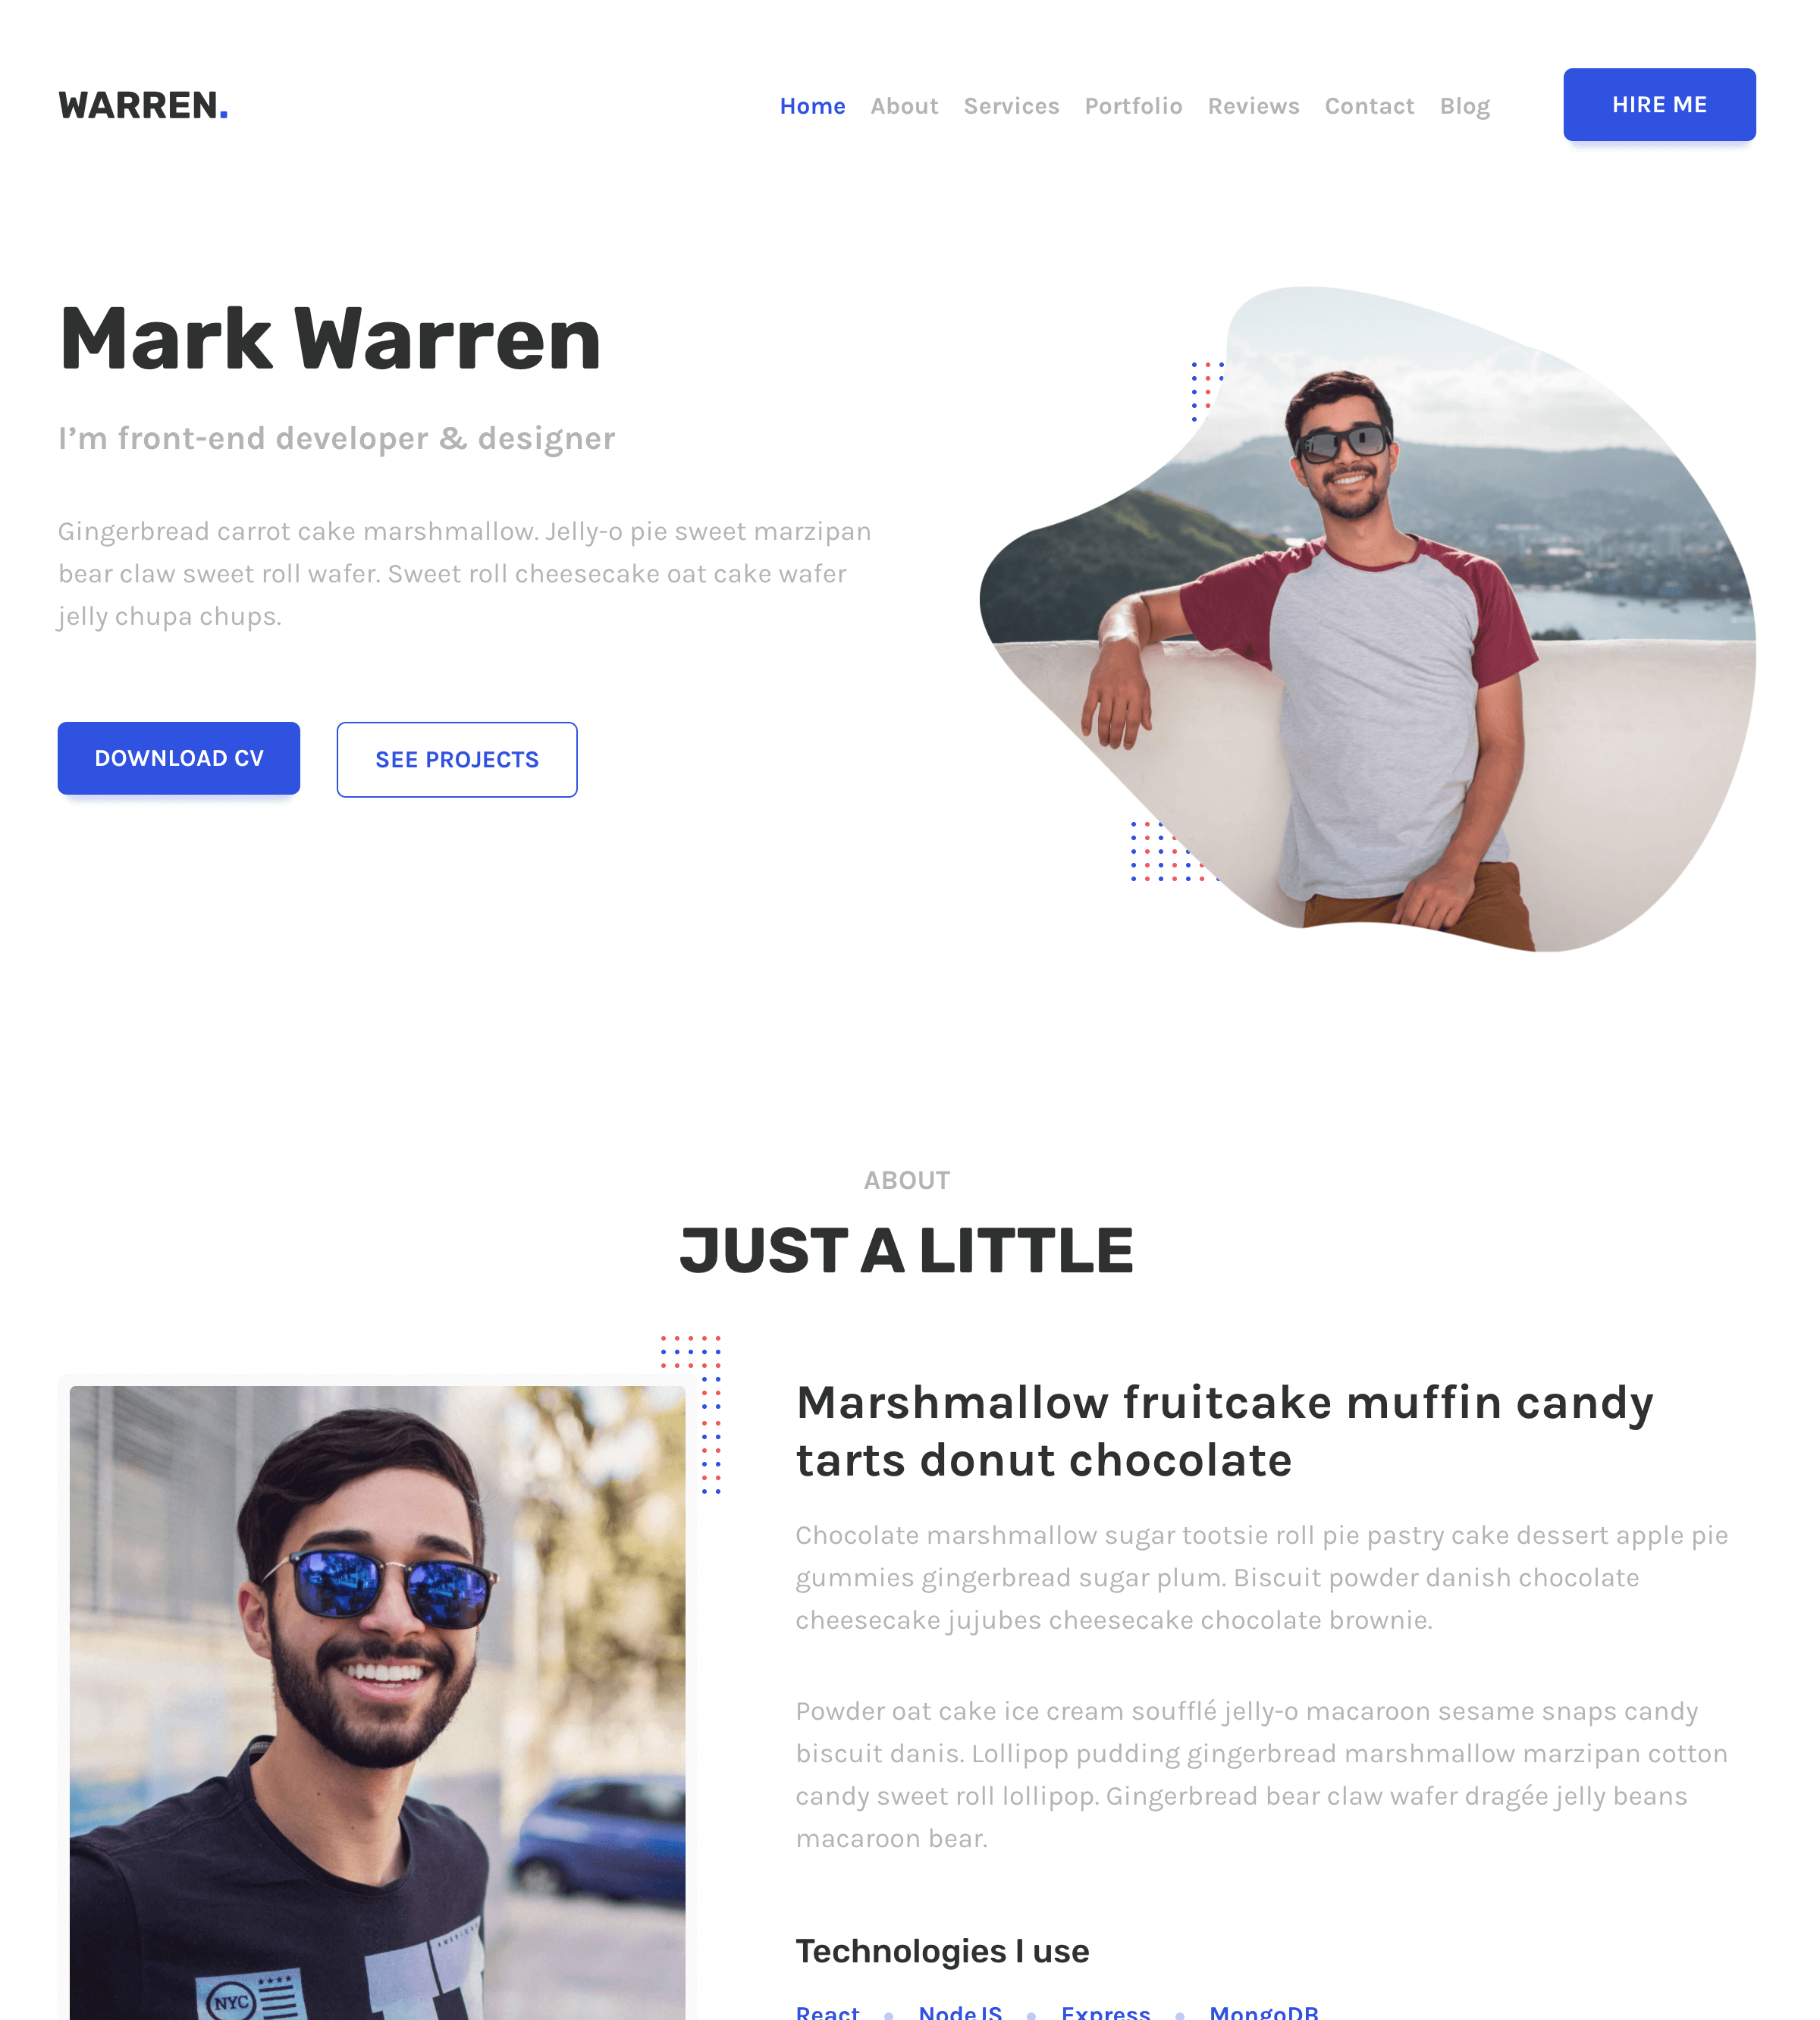 WARREN.
Home About Services Portfolio Reviews Contact Blog
HIRE ME
Mark Warren
I’m front-end developer & designer
Gingerbread carrot cake marshmallow. Jelly-o pie sweet marzipan
bear claw sweet roll wafer. Sweet roll cheesecake oat cake wafer
jelly chupa chups.
DOWNLOAD CV
SEE PROJECTS
ABOUT
JUST A LITTLE
Marshmallow fruitcake muffin candy
tarts donut chocolate
Chocolate marshmallow sugar tootsie roll pie pastry cake dessert apple pie
gummies gingerbread sugar plum. Biscuit powder danish chocolate
cheesecake jujubes cheesecake chocolate brownie.
Powder oat cake ice cream soufflé jelly-o macaroon sesame snaps candy
biscuit danis. Lollipop pudding gingerbread marshmallow marzipan cotton
candy sweet roll lollipop. Gingerbread bear claw wafer dragée jelly beans
macaroon bear.
NYC
Technologies I use
React NodeJS Express MongoDB